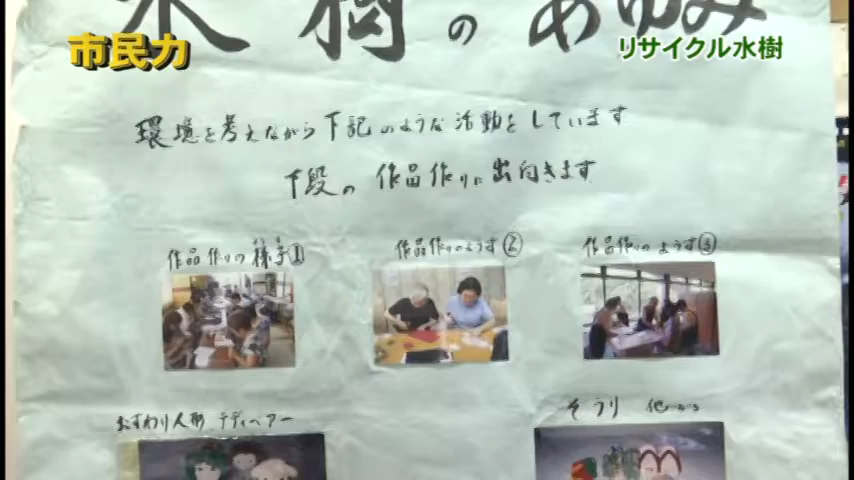 水樹のあゆみ
市民力
リサイクル水樹
環境を考えながら下記のような活動をしています
下段の作品作りに出向きます
作品作りの様子①
作品作りのようす②
作品作りのようす③
おすわり人形 テディベアー
ぞうり 他